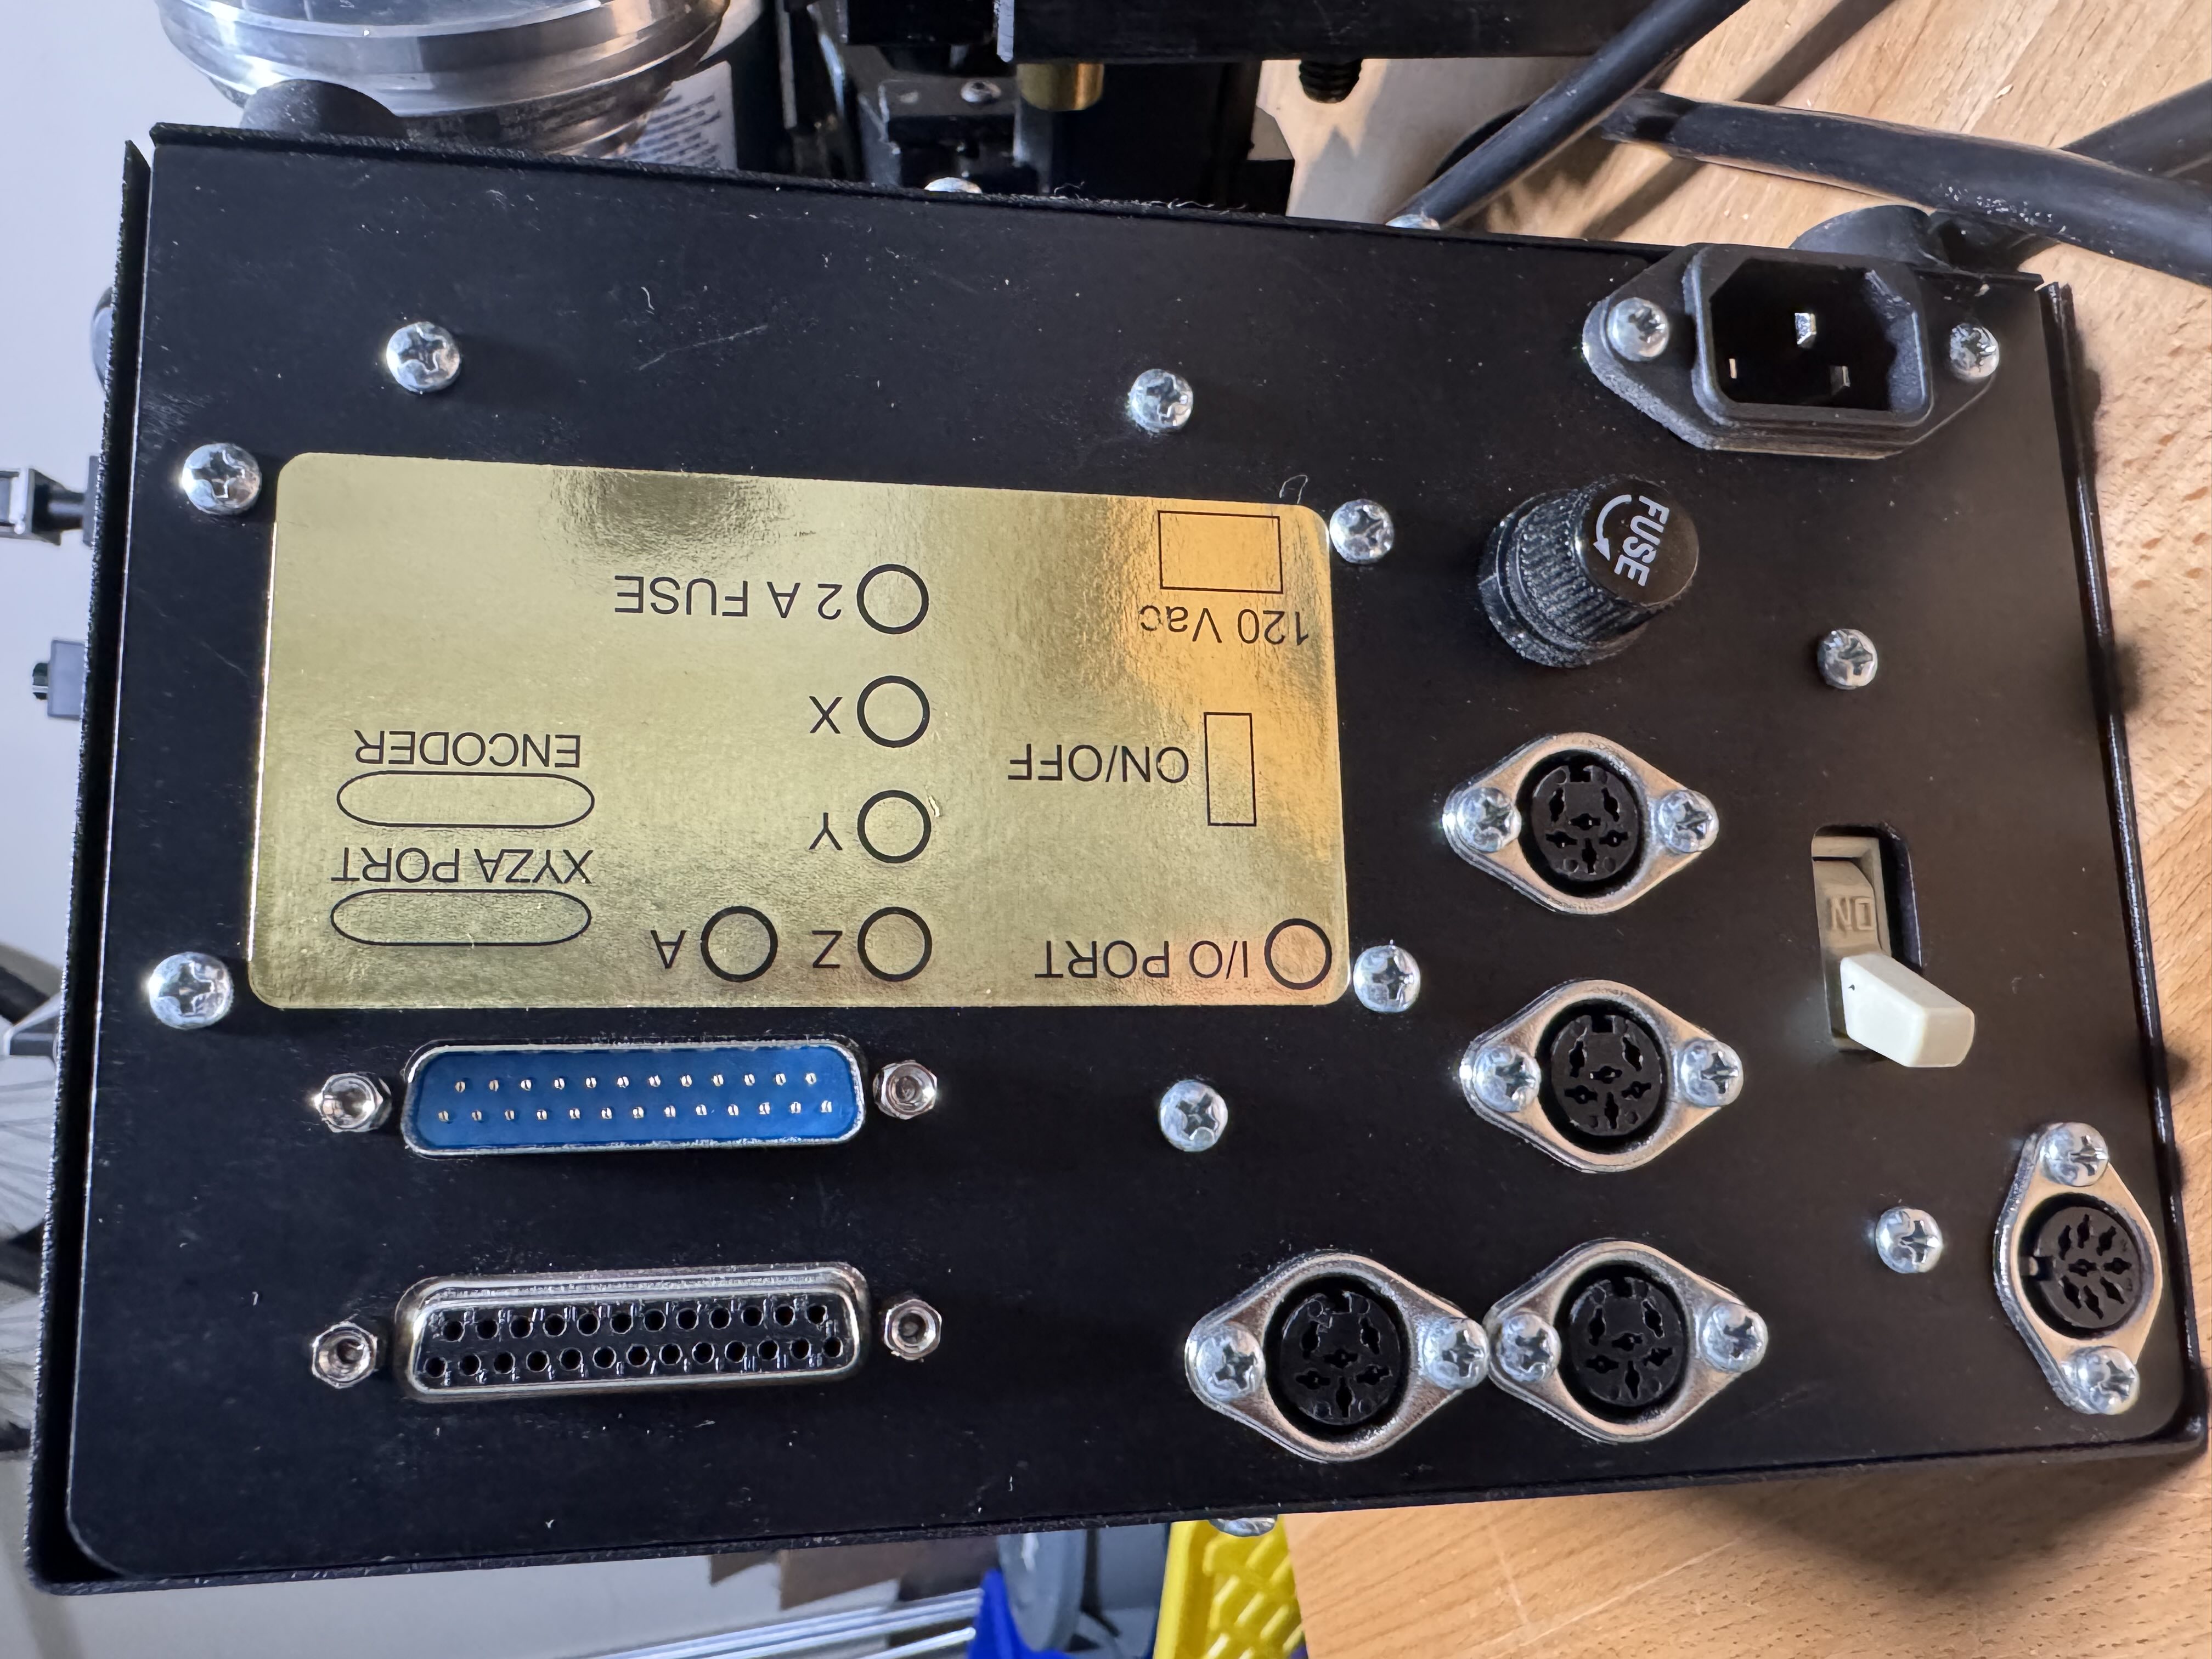 I/O PORT
Z
A
XYZA PORT
Y
ENCODER
ON/OFF
X
120 Vac
2 A FUSE
FUSE
ON